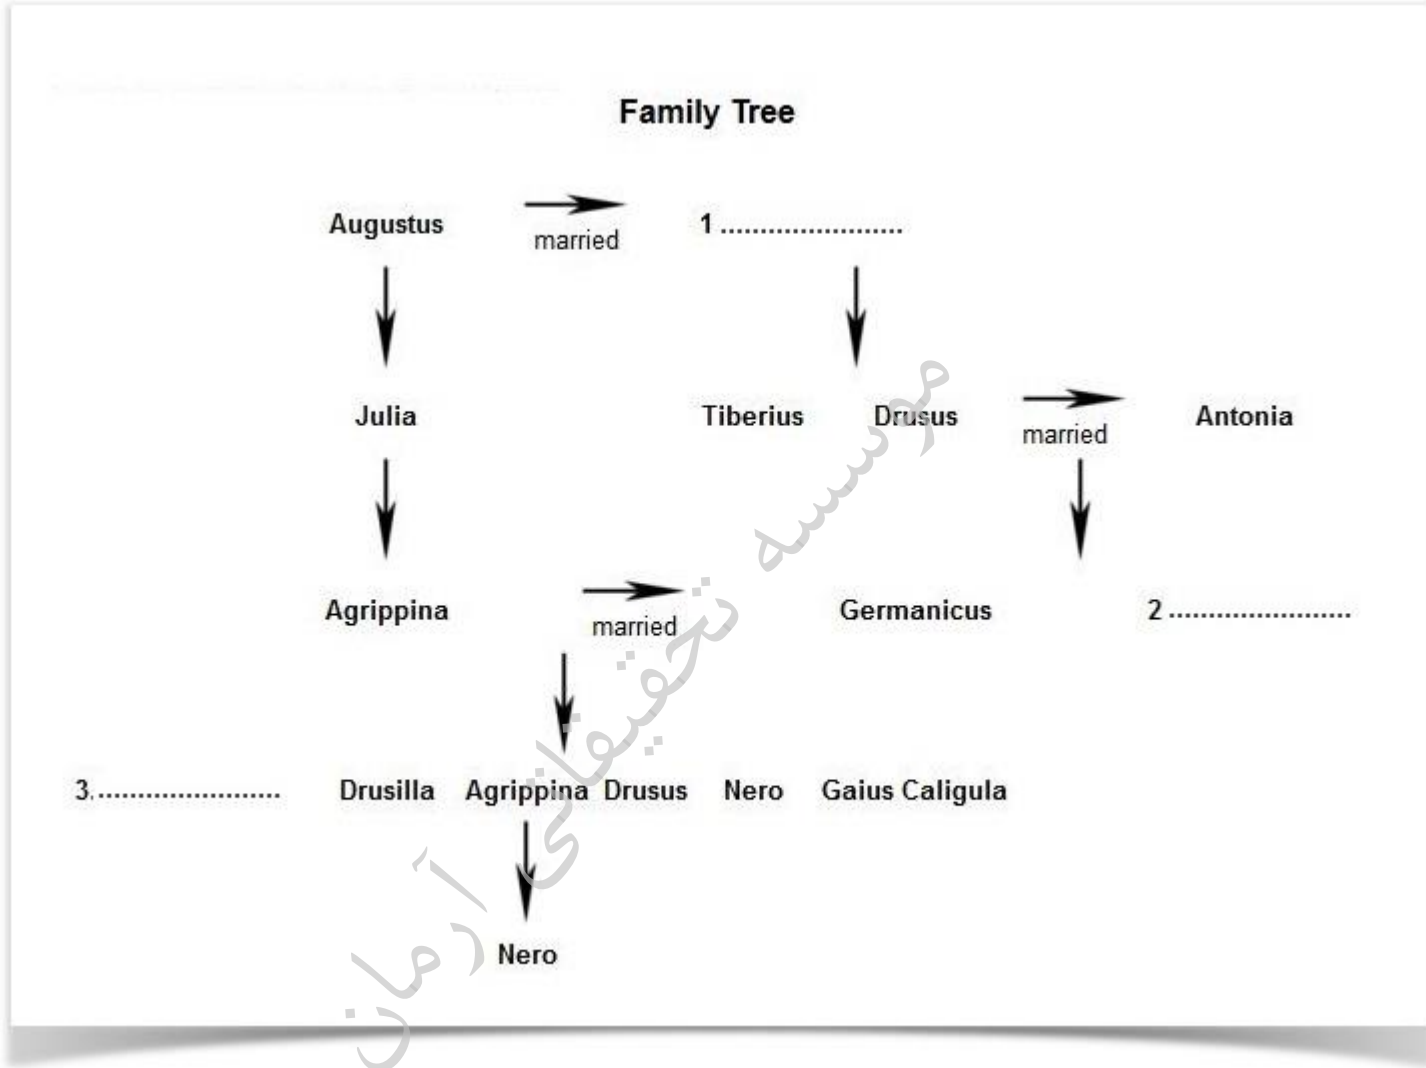 Family Tree
Augustus married 1 .......................
Julia Tiberius Drusus married Antonia
Agrippina married Germanicus 2 .......................
3. ....................... Drusilla Agrippina Drusus Nero Gaius Caligula
Nero
موسسه تحقیقاتی آرمان